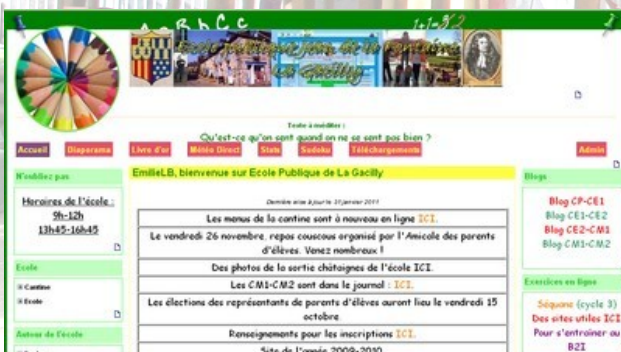 A
B b C c
1+1=3 2
Ecole publique Jean de la Fontaine
La Gacilly
Texte à méditer :
Qu'est-ce qu'on sent quand on ne se sent pas bien ?
Accueil
Diaporama
Livre d'or
Météo Direct
Stats
Sudoku
Téléchargements
Admin
N'oubliez pas
Horaires de l'école :
9h-12h
13h45-16h45
Ecole
Cantine
Ecole
Autour de l'école
EmilieLB, bienvenue sur Ecole Publique de La Gacilly
Dernière mise à jour le 31 janvier 2011
Les menus de la cantine sont à nouveau en ligne ICI.
Le vendredi 26 novembre, repas couscous organisé par l'Amicale des parents
d'élèves. Venez nombreux !
Des photos de la sortie châtaignes de l'école ICI.
Les CM1-CM2 sont dans le journal : ICI.
Les élections des représentants de parents d'élèves auront lieu le vendredi 15
octobre.
Renseignements pour les inscriptions ICI.
Site de l'année 2009-2010
Blogs
Blog CP-CE1
Blog CE1-CE2
Blog CE2-CM1
Blog CM1-CM2
Exercices en ligne
Séquane (cycle 3)
Des sites utiles ICI
Pour s'entrainer au
B2I